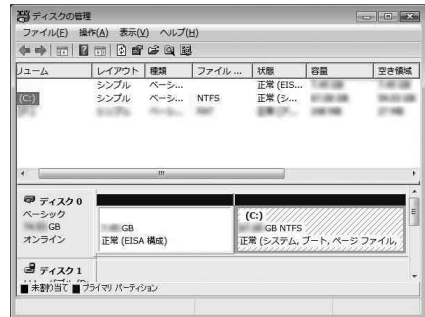 ディスクの管理
ファイル(F) 操作(A) 表示(V) ヘルプ(H)
リューム レイアウト 種類 ファイル ... 状態 容量 空き領域
シンプル ベーシ... 正常 (EIS...
(C:) シンプル ベーシ... NTFS 正常 (シ...
ディスク 0
ベーシック
GB
オンライン
GB
正常 (EISA 構成)
(C:)
GB NTFS
正常 (システム, ブート, ページ ファイル,
ディスク 1
未割り当て プライマリ パーティション